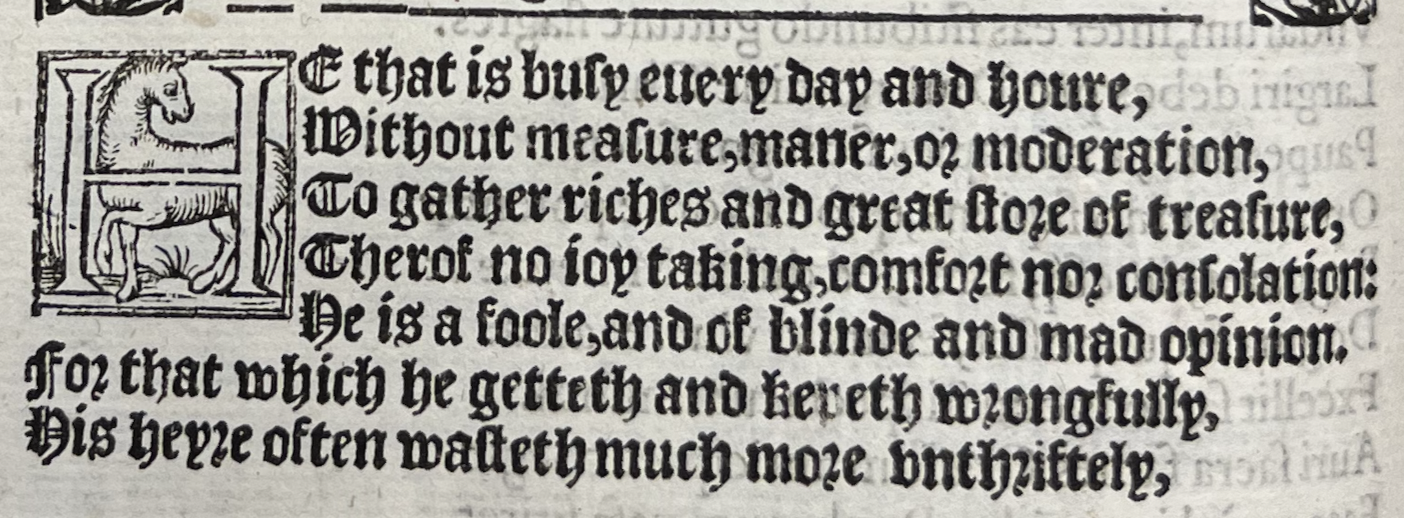 HE that is busy euery day and houre,
Without measure,maner,or moderation,
To gather riches and great store of treasure,
Therof no ioy taking,comfort nor consolation:
He is a foole,and of blinde and mad opinion.
For that which he getteth and kepeth wrongfully,
His heyre often wasteth much more vnthriftely,